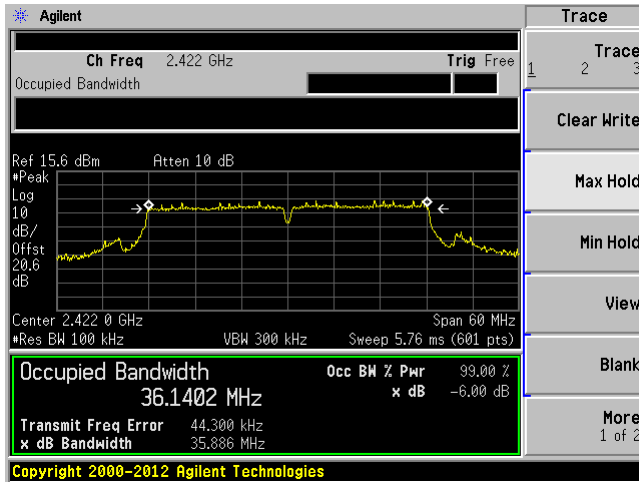 Agilent
Trace
Ch Freq 2.422 GHz Trig Free
Occupied Bandwidth
Trace
1 2 3
Clear Write
Max Hold
Min Hold
View
Blank
More
1 of 2
Ref 15.6 dBm Atten 10 dB
#Peak
Log
10
dB/
Offst
20.6
dB
Center 2.422 0 GHz Span 60 MHz
#Res BW 100 kHz VBW 300 kHz Sweep 5.76 ms (601 pts)
Occupied Bandwidth
36.1402 MHz
Occ BW % Pwr 99.00 %
x dB -6.00 dB
Transmit Freq Error 44.300 kHz
x dB Bandwidth 35.886 MHz
Copyright 2000-2012 Agilent Technologies